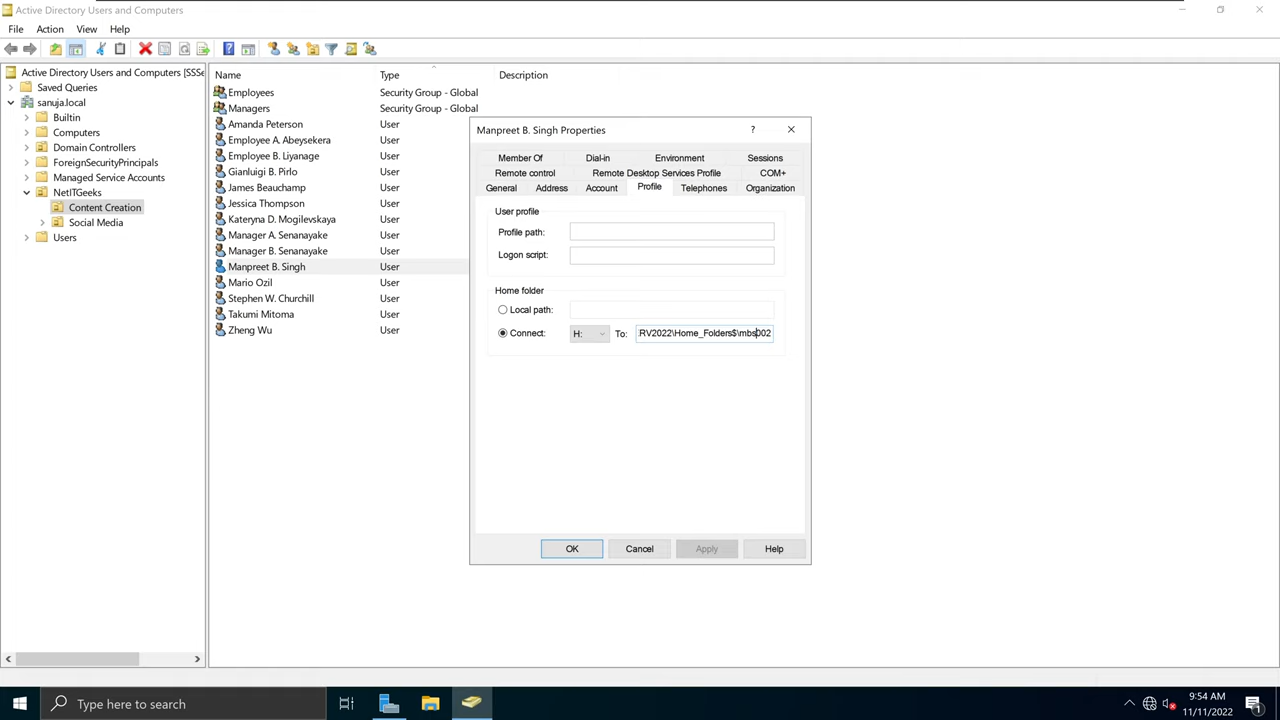 Active Directory Users and Computers
File Action View Help
Active Directory Users and Computers [SSSe
Saved Queries
sanuja.local
Builtin
Computers
Domain Controllers
ForeignSecurityPrincipals
Managed Service Accounts
NetITGeeks
Content Creation
Social Media
Users
Name Type Description
Employees Security Group - Global
Managers Security Group - Global
Amanda Peterson User
Employee A. Abeysekera User
Employee B. Liyanage User
Gianluigi B. Pirlo User
James Beauchamp User
Jessica Thompson User
Kateryna D. Mogilevskaya User
Manager A. Senanayake User
Manager B. Senanayake User
Manpreet B. Singh User
Mario Ozil User
Stephen W. Churchill User
Takumi Mitoma User
Zheng Wu User
Manpreet B. Singh Properties ?
Member Of Dial-in Environment Sessions
Remote control Remote Desktop Services Profile COM+
General Address Account Profile Telephones Organization
User profile
Profile path:
Logon script:
Home folder
Local path:
Connect: H: To: RV2022\Home_Folders$\mbs002
OK Cancel Apply Help
Type here to search
9:54 AM
11/11/2022
1